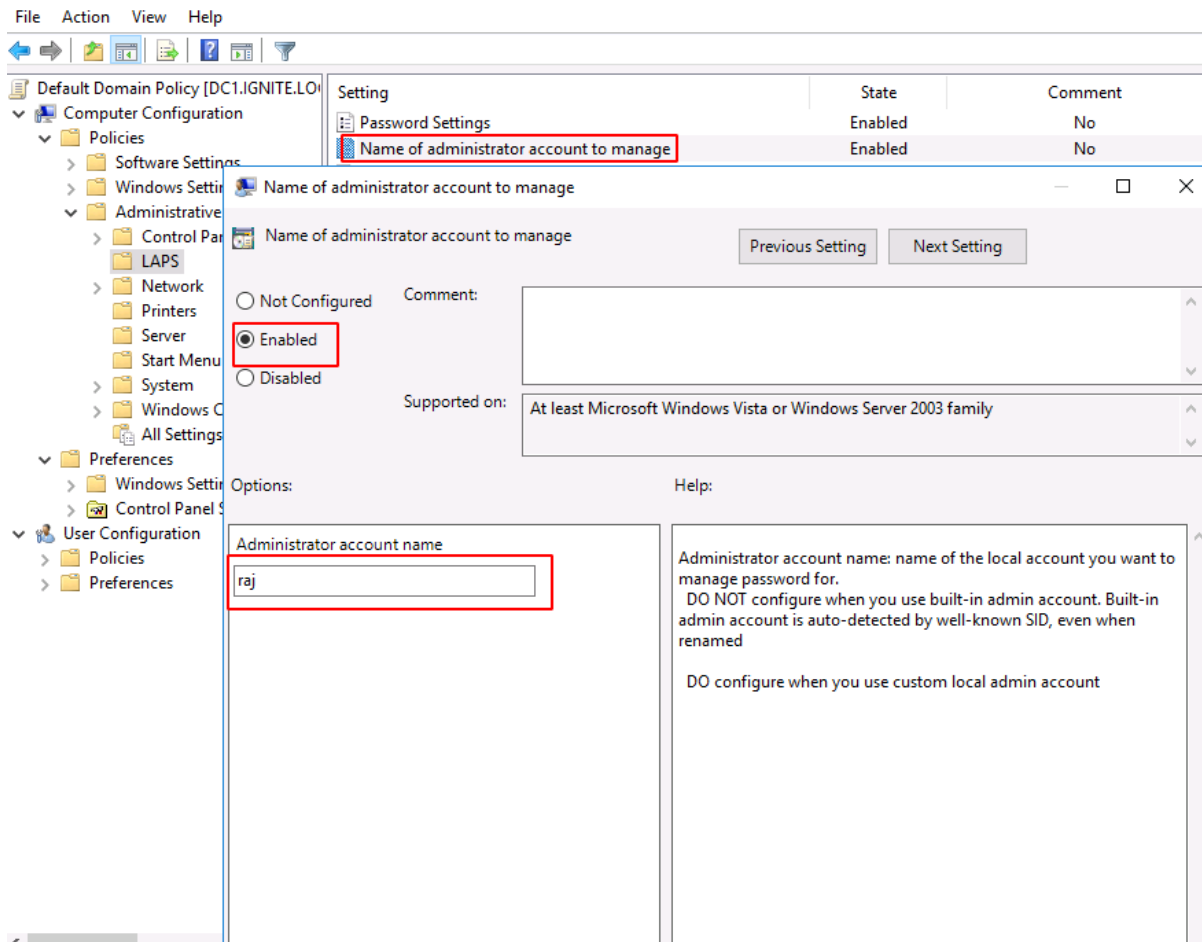 File Action View Help
Default Domain Policy [DC1.IGNITE.LO
Computer Configuration
Policies
Software Settings
Windows Settin
Administrative
Control Par
LAPS
Network
Printers
Server
Start Menu
System
Windows C
All Settings
Preferences
Windows Settin
Control Panel S
User Configuration
Policies
Preferences
Setting State Comment
Password Settings Enabled No
Name of administrator account to manage Enabled No
Name of administrator account to manage
Name of administrator account to manage
Previous Setting Next Setting
Not Configured
Enabled
Disabled
Comment:
Supported on:
At least Microsoft Windows Vista or Windows Server 2003 family
Options:
Help:
Administrator account name
raj
Administrator account name: name of the local account you want to
manage password for.
DO NOT configure when you use built-in admin account. Built-in
admin account is auto-detected by well-known SID, even when
renamed
DO configure when you use custom local admin account